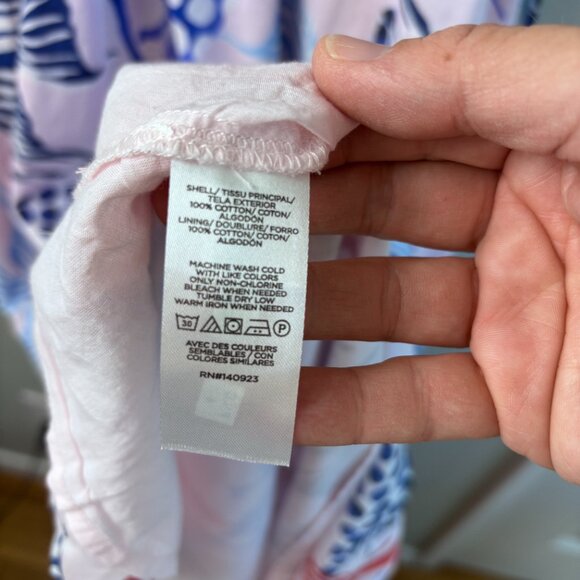 SHELL/ TISSU PRINCIPAL/
TELA EXTERIOR
100% COTTON/ COTON/
ALGODÓN
LINING/ DOUBLURE/ FORRO
100% COTTON/ COTON/
ALGODÓN
MACHINE WASH COLD
WITH LIKE COLORS
ONLY NON-CHLORINE
BLEACH WHEN NEEDED
TUMBLE DRY LOW
WARM IRON WHEN NEEDED
30 P
AVEC DES COULEURS
SEMBLABLES / CON
COLORES SIMILARES
RN#140923